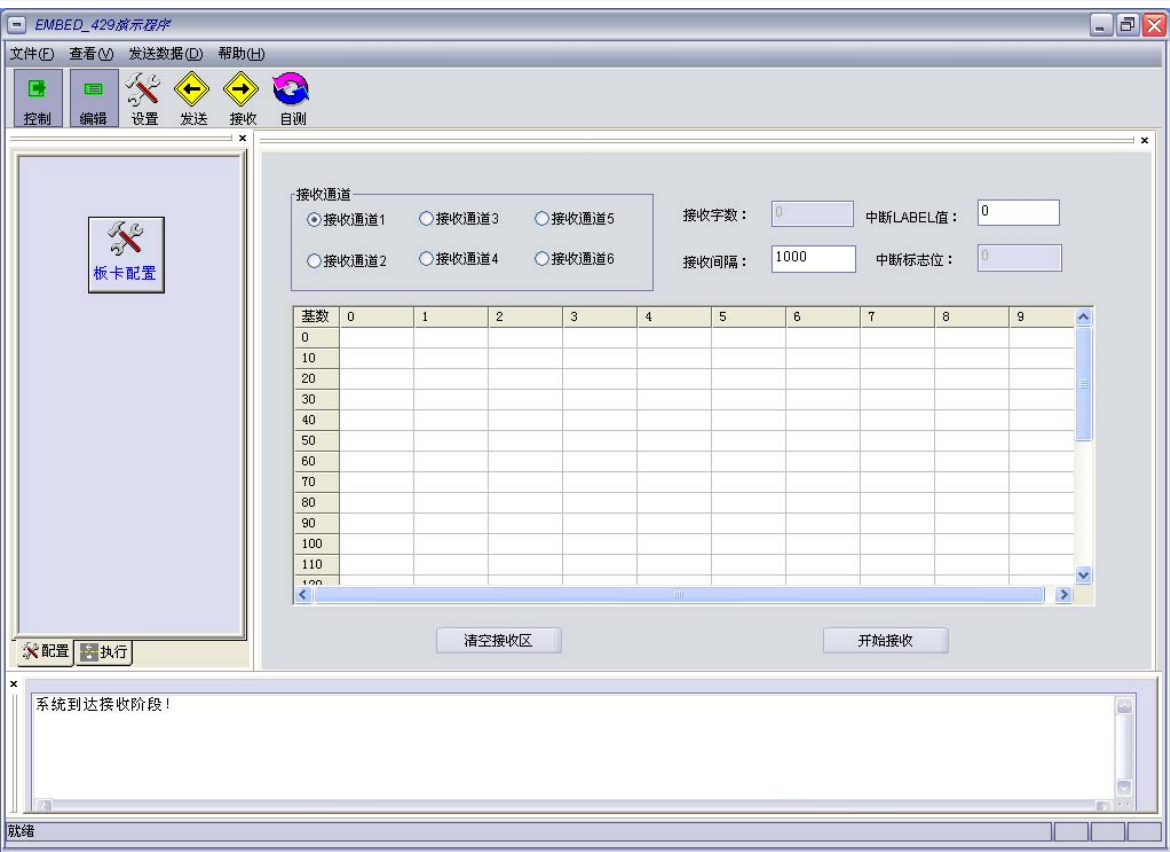 EMBED_429演示程序
文件(F) 查看(V) 发送数据(D) 帮助(H)
控制 编辑 设置 发送 接收 自测
板卡配置
配置 执行
接收通道
接收通道1 接收通道3 接收通道5
接收通道2 接收通道4 接收通道6
接收字数： 0 中断LABEL值： 0
接收间隔： 1000 中断标志位： 0
基数 0 1 2 3 4 5 6 7 8 9
0
10
20
30
40
50
60
70
80
90
100
110
120
清空接收区 开始接收
系统到达接收阶段!
就绪